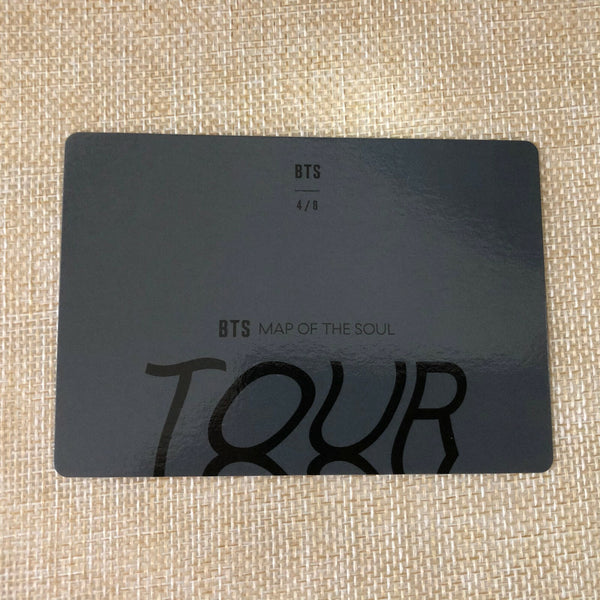 BTS
4/8
BTS MAP OF THE SOUL
TOUR